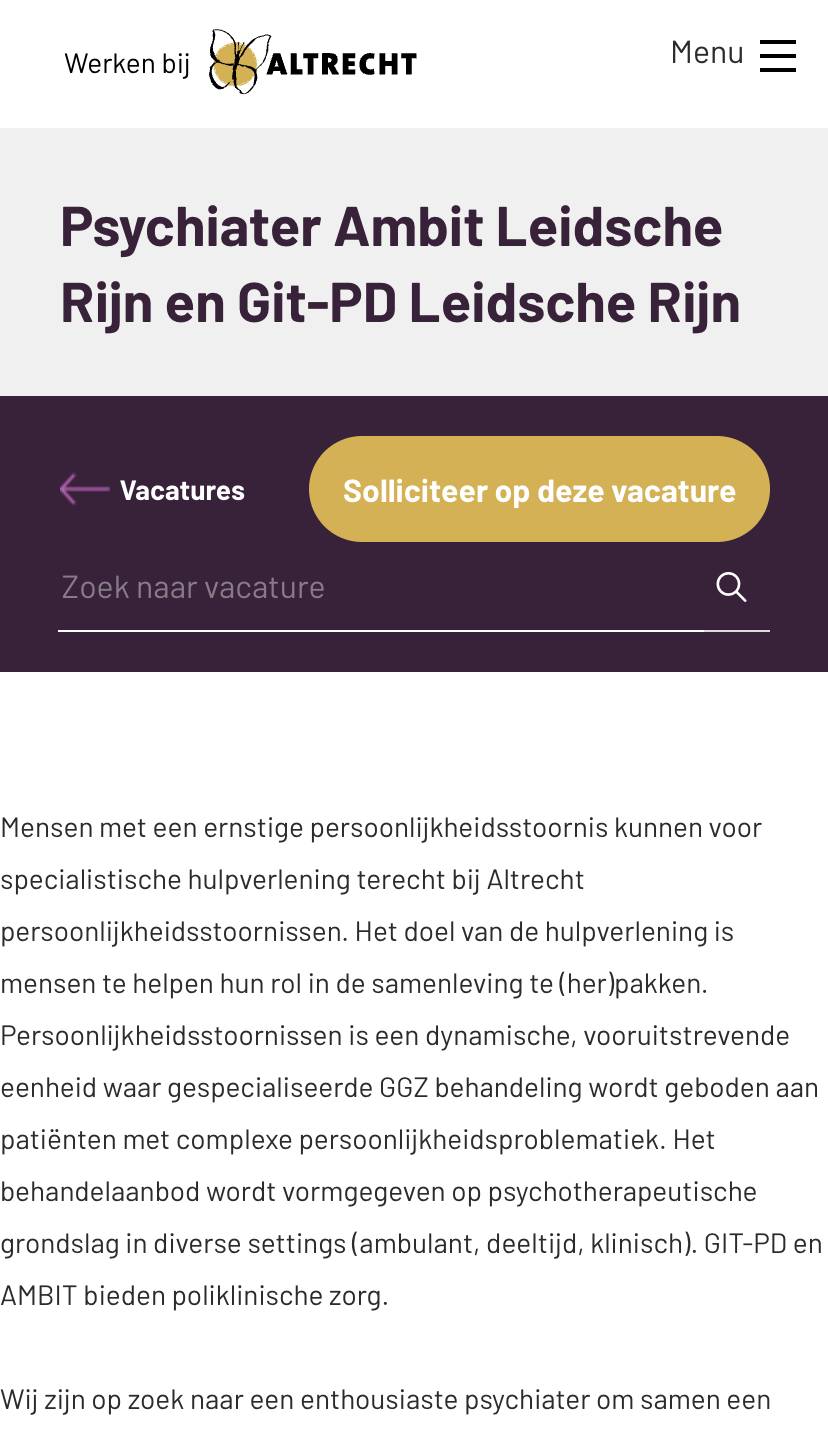 Werken bij ALTRECHT
Menu
Psychiater Ambit Leidsche
Rijn en Git-PD Leidsche Rijn
Vacatures
Solliciteer op deze vacature
Zoek naar vacature
Mensen met een ernstige persoonlijkheidsstoornis kunnen voor
specialistische hulpverlening terecht bij Altrecht
persoonlijkheidsstoornissen. Het doel van de hulpverlening is
mensen te helpen hun rol in de samenleving te (her)pakken.
Persoonlijkheidsstoornissen is een dynamische, vooruitstrevende
eenheid waar gespecialiseerde GGZ behandeling wordt geboden aan
patiënten met complexe persoonlijkheidsproblematiek. Het
behandelaanbod wordt vormgegeven op psychotherapeutische
grondslag in diverse settings (ambulant, deeltijd, klinisch). GIT-PD en
AMBIT bieden poliklinische zorg.
Wij zijn op zoek naar een enthousiaste psychiater om samen een